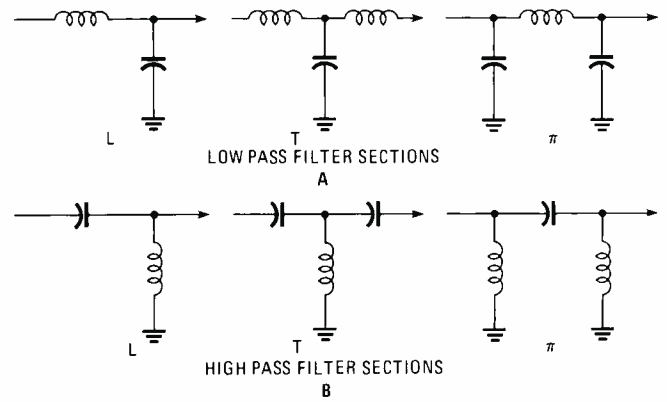 L T π
LOW PASS FILTER SECTIONS
A
L T π
HIGH PASS FILTER SECTIONS
B